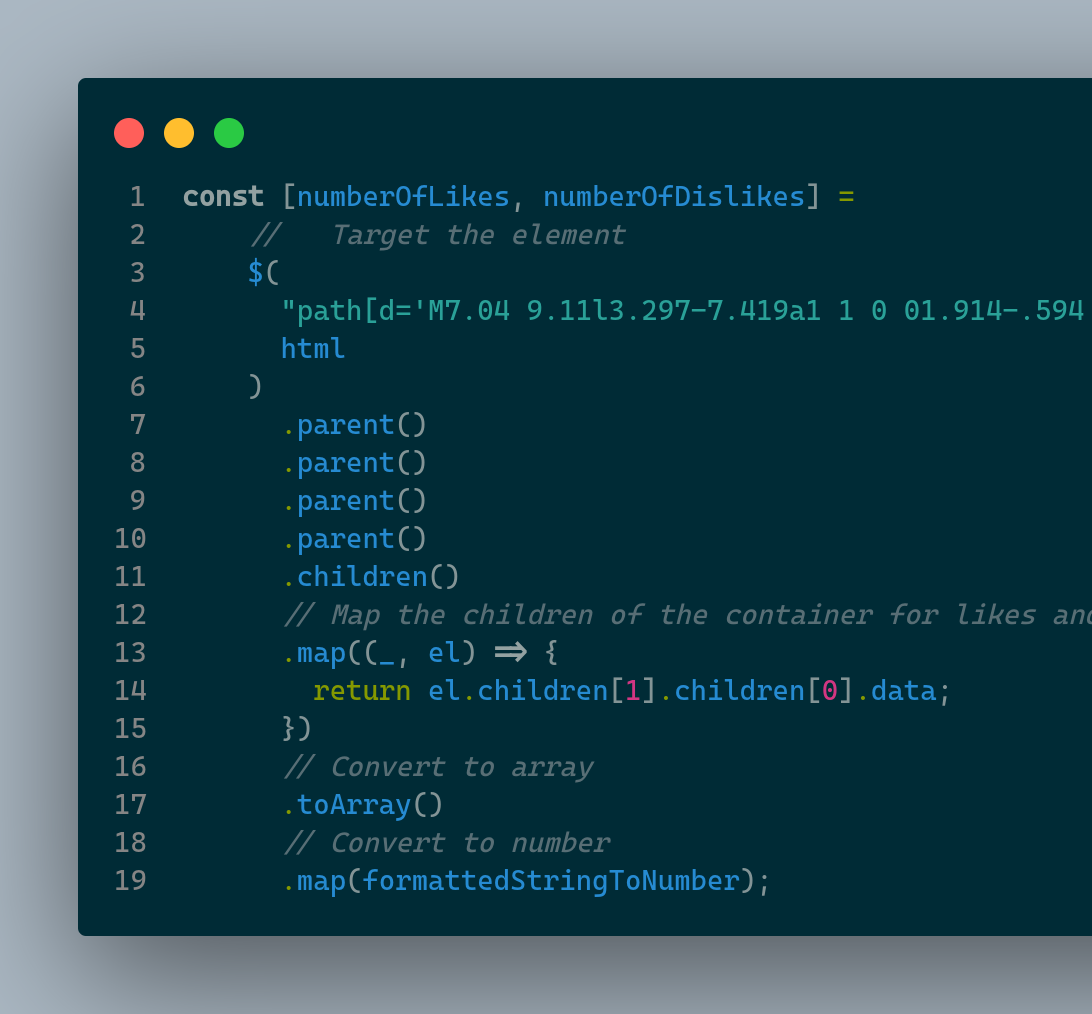 1 const [numberOfLikes, numberOfDislikes] =
2 //   Target the element
3 $(
4 "path[d='M7.04 9.11l3.297-7.419a1 1 0 01.914-.594
5 html
6 )
7 .parent()
8 .parent()
9 .parent()
10 .parent()
11 .children()
12 // Map the children of the container for likes and
13 .map((_, el) => {
14 return el.children[1].children[0].data;
15 })
16 // Convert to array
17 .toArray()
18 // Convert to number
19 .map(formattedStringToNumber);